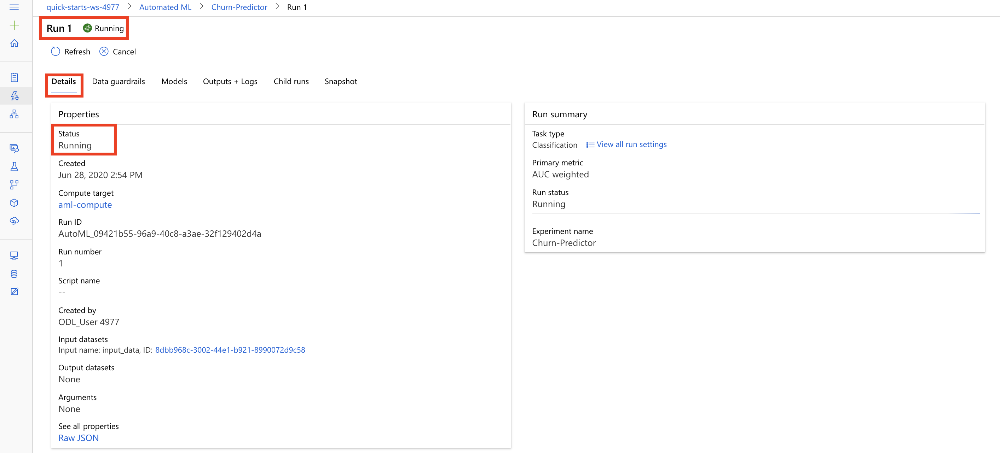 quick-starts-ws-4977 > Automated ML > Churn-Predictor > Run 1
Run 1 Running
Refresh Cancel
Details Data guardrails Models Outputs + Logs Child runs Snapshot
Properties
Status
Running
Created
Jun 28, 2020 2:54 PM
Compute target
aml-compute
Run ID
AutoML_09421b55-96a9-40c8-a3ae-32f129402d4a
Run number
1
Script name
--
Created by
ODL_User 4977
Input datasets
Input name: input_data, ID: 8dbb968c-3002-44e1-b921-8990072d9c58
Output datasets
None
Arguments
None
See all properties
Raw JSON
Run summary
Task type
Classification View all run settings
Primary metric
AUC weighted
Run status
Running
Experiment name
Churn-Predictor